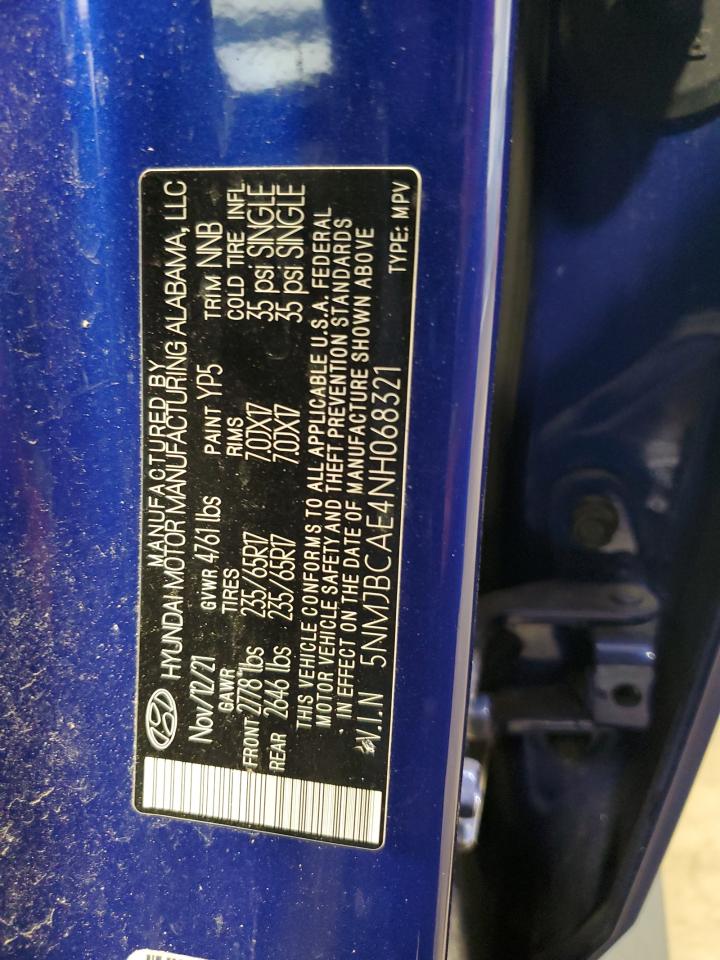 MANUFACTURED BY
HYUNDAI MOTOR MANUFACTURING ALABAMA, LLC
Nov/12/21 GVWR 4761 lbs PAINT YP5 TRIM NNB
GAWR TIRES RIMS COLD TIRE INFL
FRONT 2778 lbs 235/65R17 7.0JX17 35 psi SINGLE
REAR 2646 lbs 235/65R17 7.0JX17 35 psi SINGLE
THIS VEHICLE CONFORMS TO ALL APPLICABLE U.S.A. FEDERAL
MOTOR VEHICLE SAFETY AND THEFT PREVENTION STANDARDS
IN EFFECT ON THE DATE OF MANUFACTURE SHOWN ABOVE
V.I.N 5NMJBCAE4NH068321 TYPE: MPV